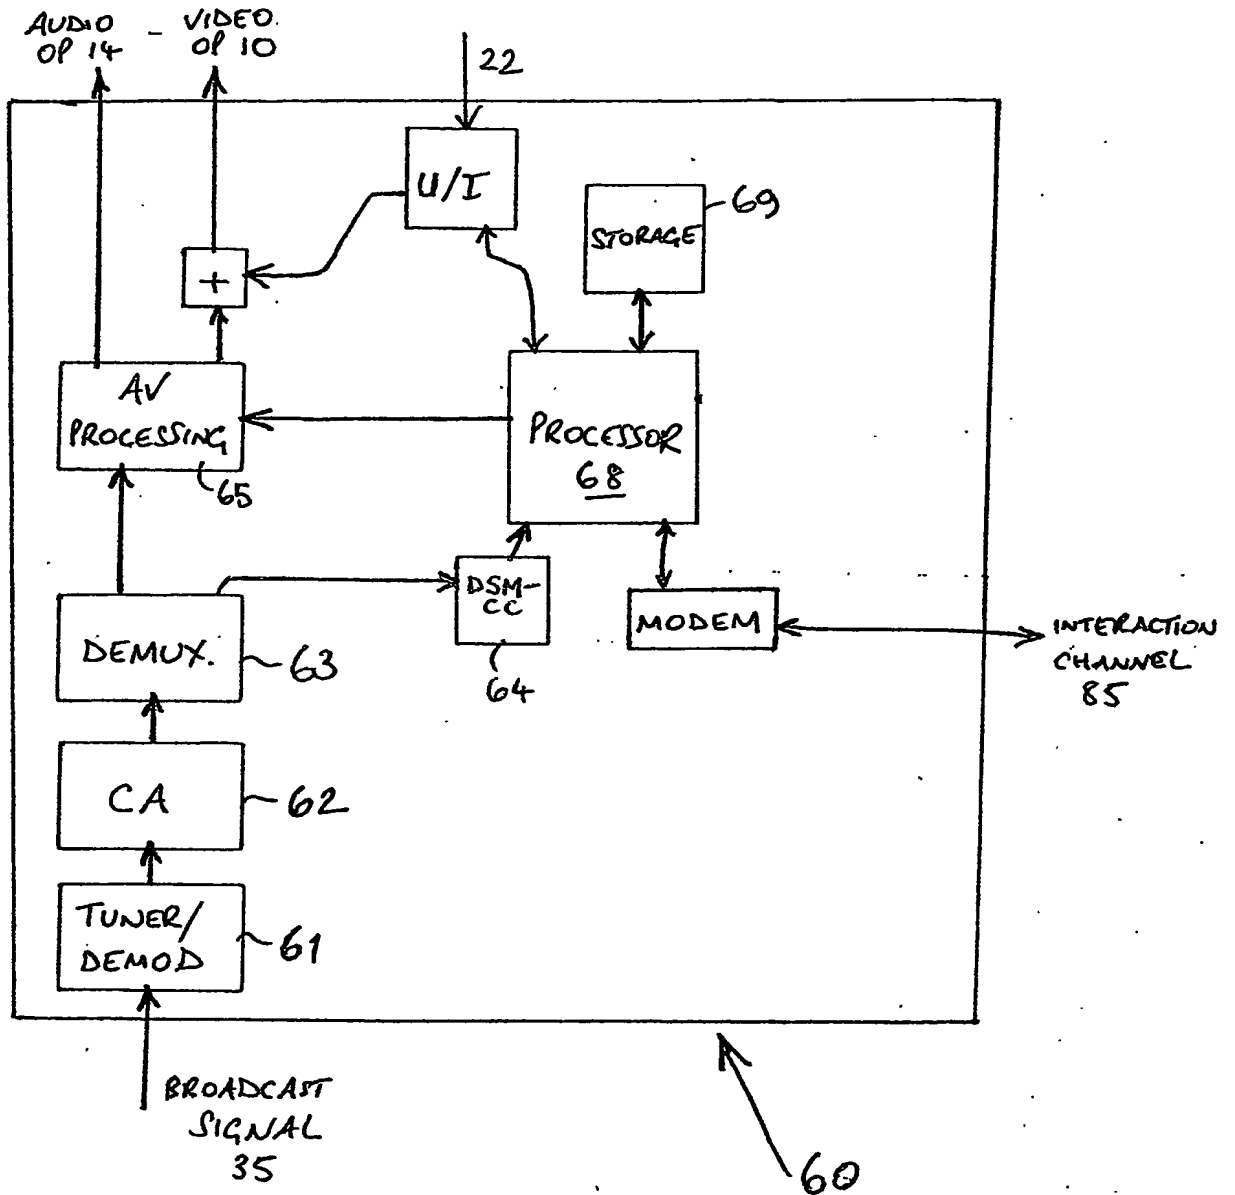 AUDIO - VIDEO.
OP 14 OP 10
22
U/I
69
STORAGE
+
AV
PROCESSING
65
PROCESSOR
68
DSM-
CC
64
MODEM
INTERACTION
CHANNEL
85
DEMUX.
63
CA
62
TUNER/
DEMOD
61
BROADCAST
SIGNAL
35
60